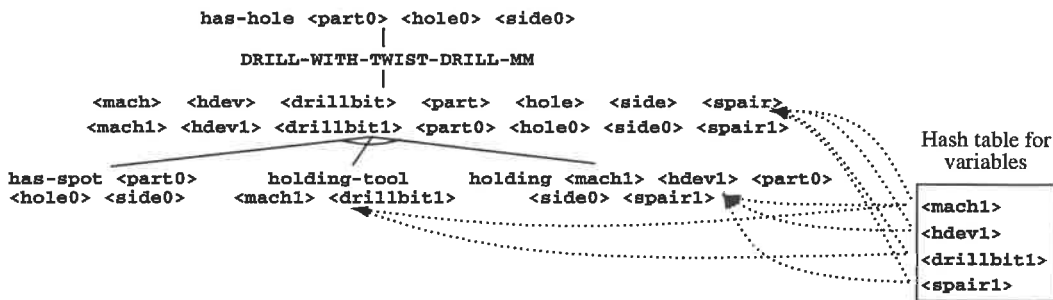 has-hole <part0> <hole0> <side0>
DRILL-WITH-TWIST-DRILL-MM
<mach> <hdev> <drillbit> <part> <hole> <side> <spair>
<mach1> <hdev1> <drillbit1> <part0> <hole0> <side0> <spair1>
has-spot <part0>
<hole0> <side0>
holding-tool
<mach1> <drillbit1>
holding <mach1> <hdev1> <part0>
<side0> <spair1>
Hash table for
variables
<mach1>
<hdev1>
<drillbit1>
<spair1>